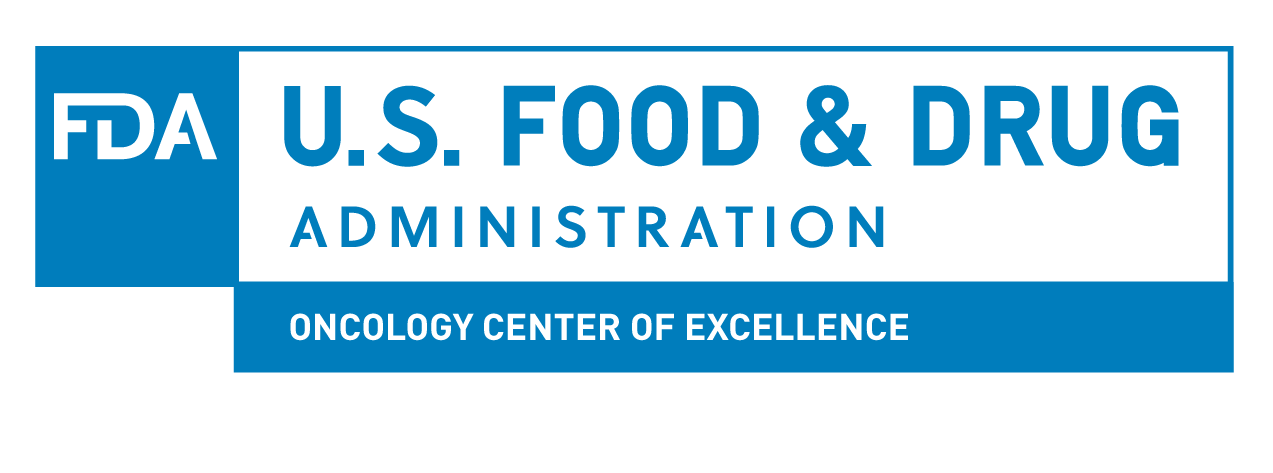 FDA
U.S. FOOD & DRUG
ADMINISTRATION
ONCOLOGY CENTER OF EXCELLENCE